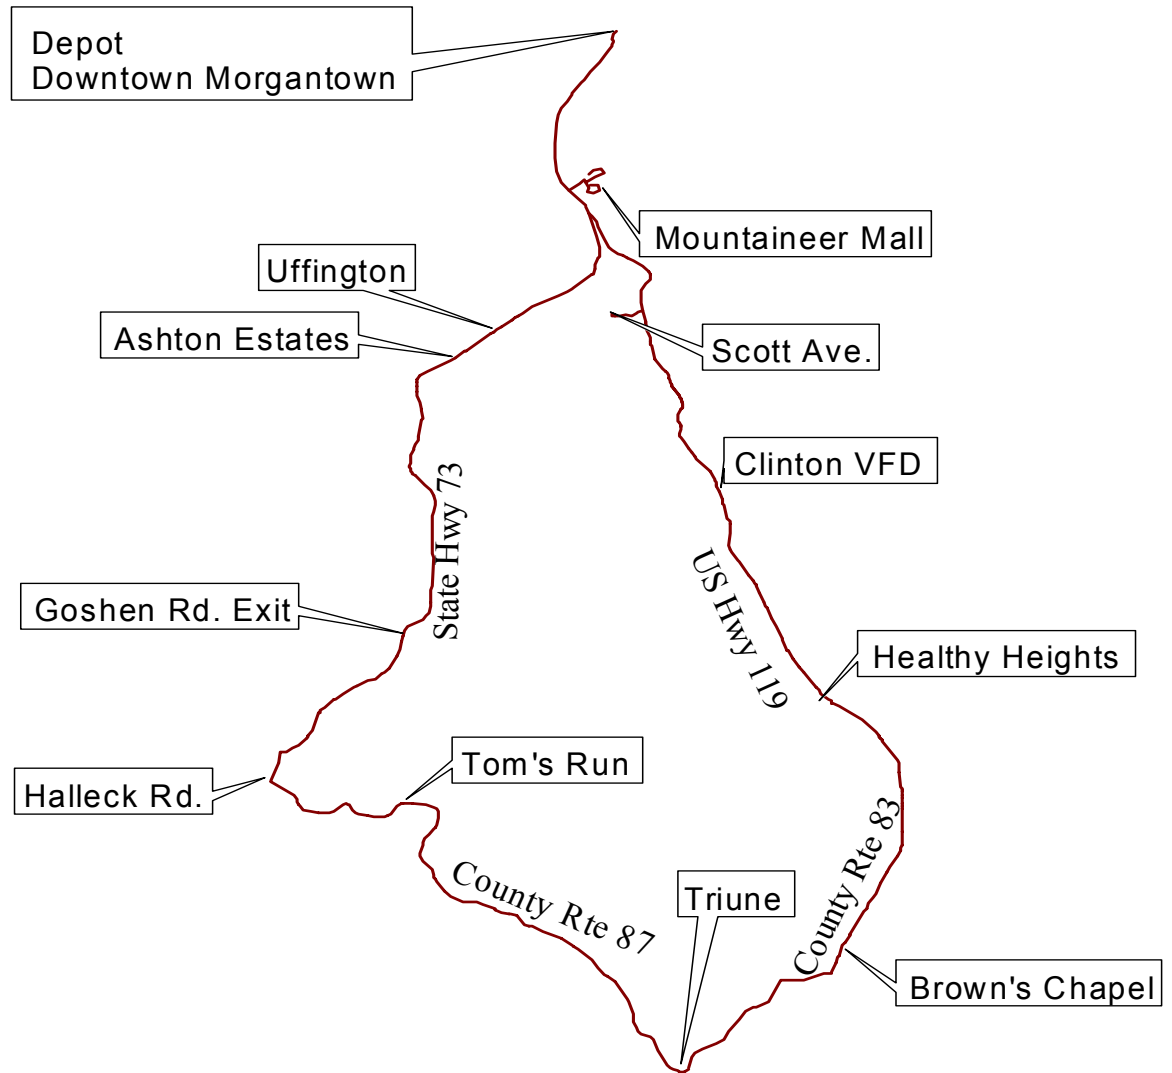 Depot
Downtown Morgantown
Mountaineer Mall
Uffington
Ashton Estates
Scott Ave.
Clinton VFD
State Hwy 73
US Hwy 119
Goshen Rd. Exit
Healthy Heights
Tom's Run
Halleck Rd.
County Rte 83
County Rte 87
Triune
Brown's Chapel